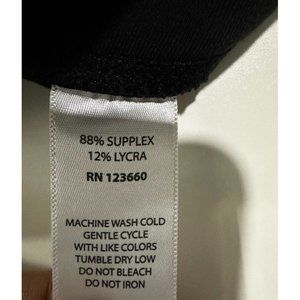 88% SUPPLEX
12% LYCRA
RN 123660
MACHINE WASH COLD
GENTLE CYCLE
WITH LIKE COLORS
TUMBLE DRY LOW
DO NOT BLEACH
DO NOT IRON